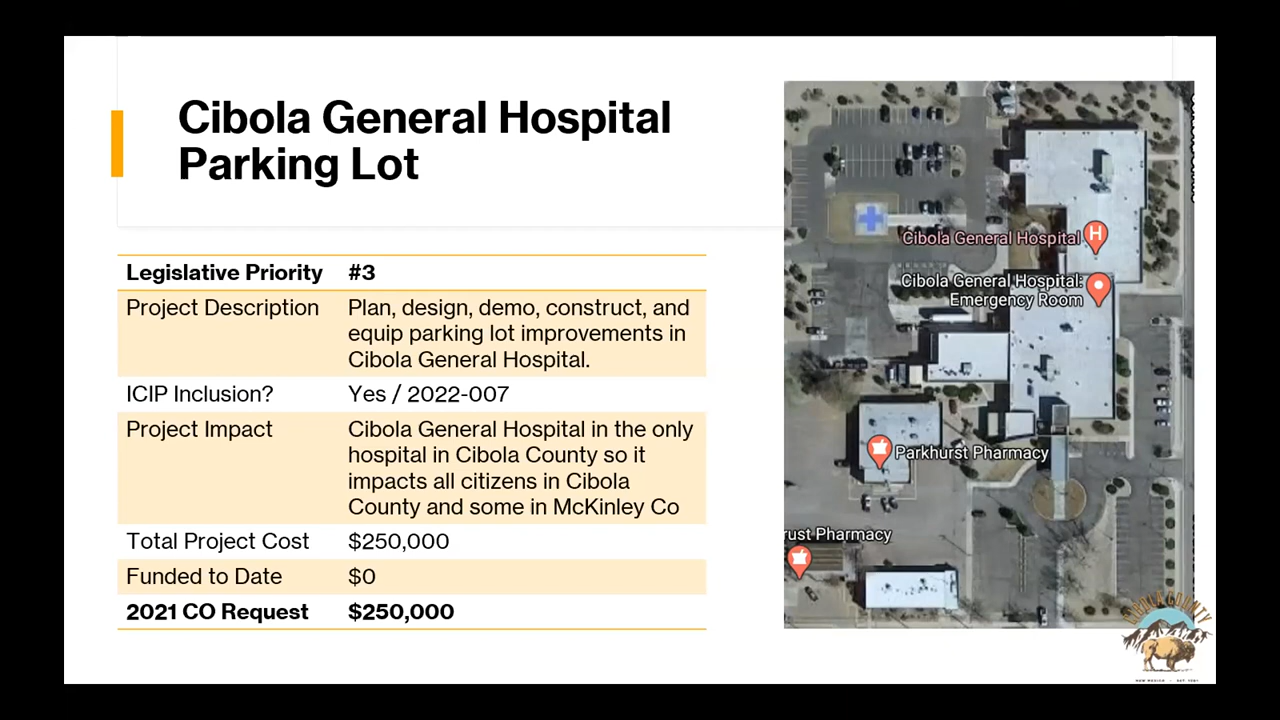 Cibola General Hospital
Parking Lot
Legislative Priority #3
Project Description Plan, design, demo, construct, and
equip parking lot improvements in
Cibola General Hospital.
ICIP Inclusion? Yes / 2022-007
Project Impact Cibola General Hospital in the only
hospital in Cibola County so it
impacts all citizens in Cibola
County and some in McKinley Co
Total Project Cost $250,000
Funded to Date $0
2021 CO Request $250,000
Cibola General Hospital
H
Cibola General Hospital:
Emergency Room
Parkhurst Pharmacy
rust Pharmacy
CIBOLA COUNTY
NEW MEXICO